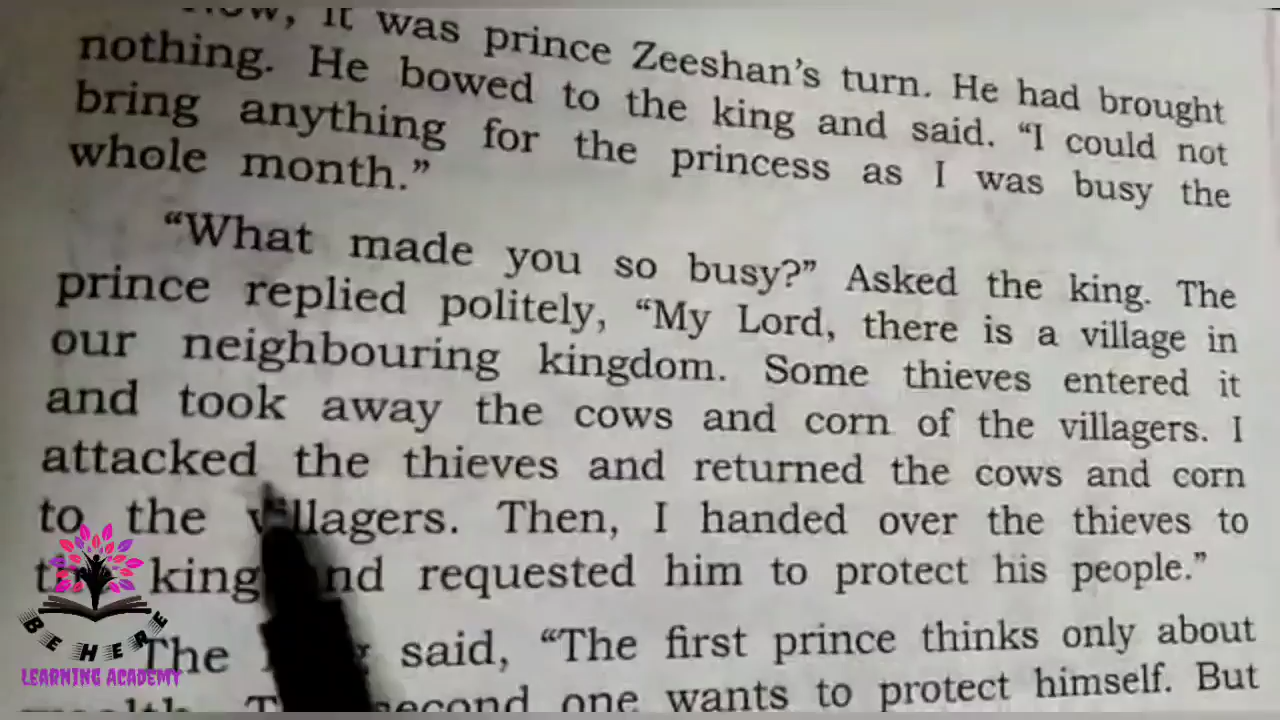 Now, it was prince Zeeshan's turn. He had brought
nothing. He bowed to the king and said. “I could not
bring anything for the princess as I was busy the
whole month.”
“What made you so busy?” Asked the king. The
prince replied politely, “My Lord, there is a village in
our neighbouring kingdom. Some thieves entered it
and took away the cows and corn of the villagers. I
attacked the thieves and returned the cows and corn
to the villagers. Then, I handed over the thieves to
the king and requested him to protect his people.”
The said, “The first prince thinks only about
wealth. second one wants to protect himself. But
BE HERE
LEARNING ACADEMY